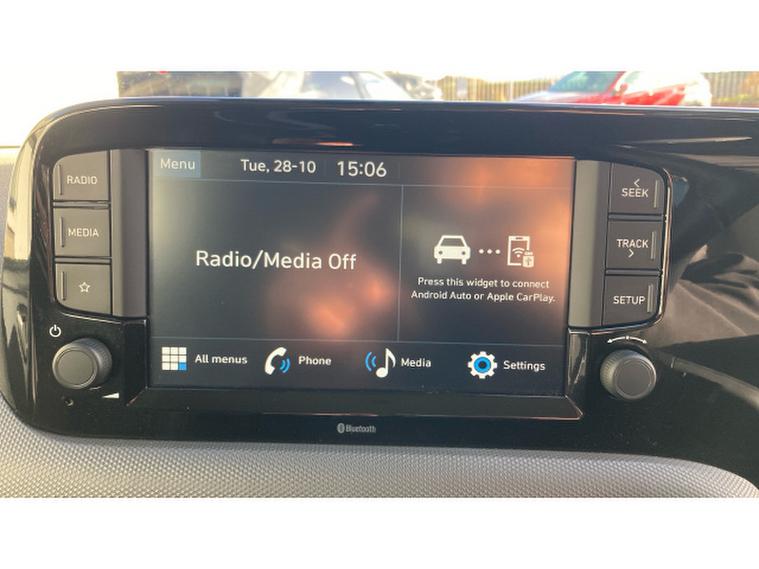 RADIO
MEDIA
☆
Menu
Tue, 28-10
15:06
Radio/Media Off
Press this widget to connect
Android Auto or Apple CarPlay.
All menus
Phone
Media
Settings
<
SEEK
TRACK
>
SETUP
Bluetooth